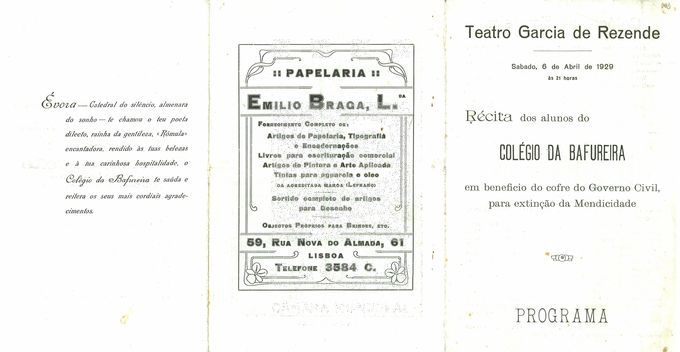 Évora — Catedral do silêncio, almenara
do sonho — te chamou o teu poeta
dilecto, rainha da gentileza, «Rómula»
encantadora, rendido às tuas belezas
e à tua carinhosa hospitalidade, o
Colégio da Bafureira te saúda e
reitera os seus mais cordiais agrade-
cimentos.
:: PAPELARIA ::
EMILIO BRAGA, L.DA
FORNECIMENTO COMPLETO DE:
Artigos de Papelaria, Tipografia
e Encadernações
Livros para escrituração comercial
Artigos de Pintura e Arte Aplicada
Tintas para aguarela e oleo
DA ACREDITADA MARCA (LEFRANC)
Sortido completo de artigos
para Desenho
OBJECTOS PROPRIOS PARA BRINDES, ETC.
59, RUA NOVA DO ALMADA, 61
LISBOA
TELEFONE 3584 C.
Teatro Garcia de Rezende
Sabado, 6 de Abril de 1929
às 21 horas
Récita dos alunos do
COLÉGIO DA BAFUREIRA
em beneficio do cofre do Governo Civil,
para extinção da Mendicidade
PROGRAMA